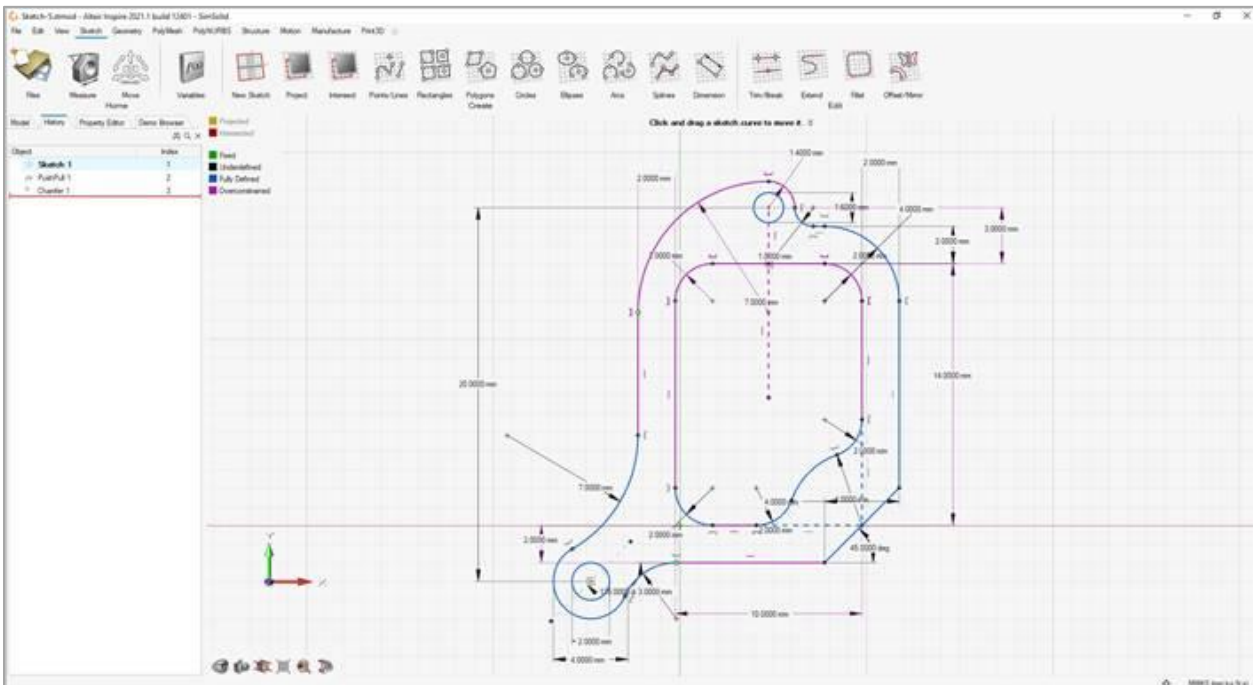 Sketch-5.stmod - Altair Inspire 2021.1 build 12601 - SimSolid
File Edit View Sketch Geometry PolyMesh PolyNURBS Structure Motion Manufacture Print3D
Files Measure Move Variables New Sketch Project Intersect Points/Lines Rectangles Polygons Circles Ellipses Arcs Splines Dimension Trim/Break Extend Fillet Offset/Mirror
Home Create Edit
Model History Property Editor Demo Browser
Object Index
Sketch 1 1
PushPull 1 2
Chamfer 1 3
Projected
Intersected
Fixed
Underdefined
Fully Defined
Overconstrained
Click and drag a sketch curve to move it.
1.4000 mm
2.0000 mm
2.0000 mm
1.6000 mm
4.0000 mm
3.0000 mm
2.0000 mm
2.0000 mm
1.0000 mm
2.0000 mm
7.0000 mm
14.0000 mm
20.0000 mm
2.0000 mm
7.0000 mm
4.0000 mm
4.0000 mm
2.0000 mm
2.0000 mm
2.0000 mm
45.0000 deg
3.0000 mm
10.0000 mm
2.0000 mm
4.0000 mm
Y
X